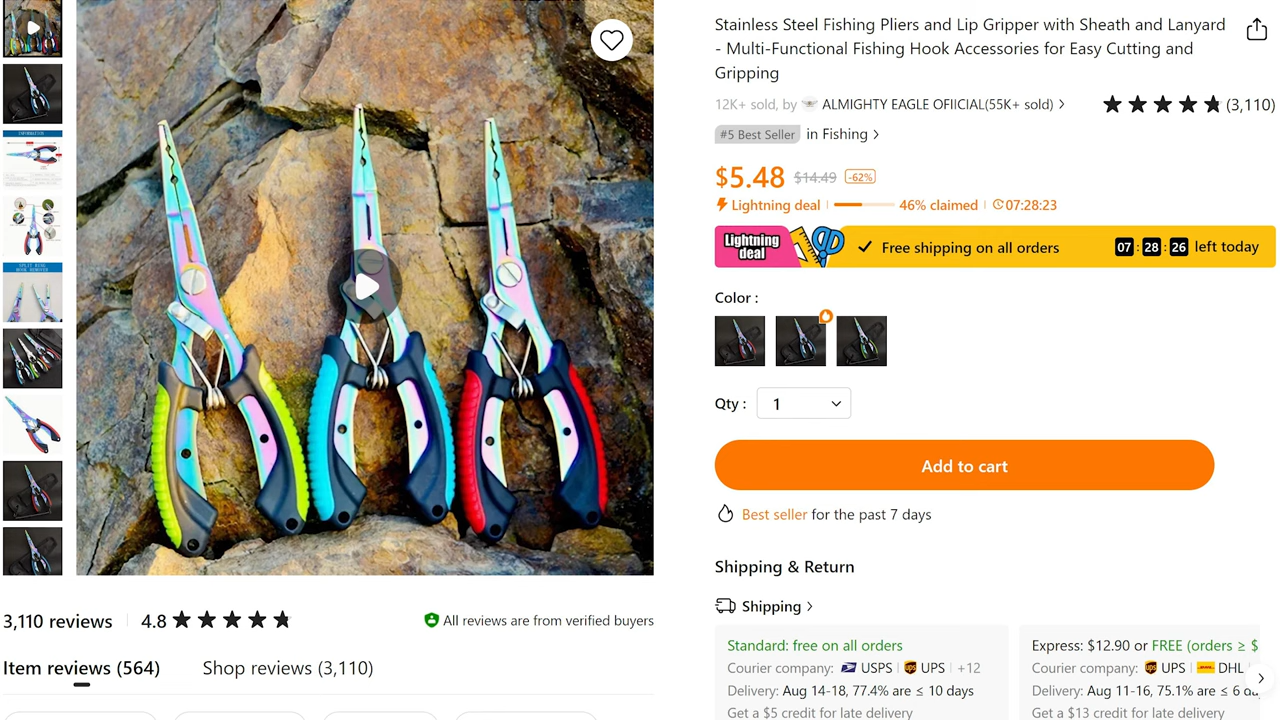 Stainless Steel Fishing Pliers and Lip Gripper with Sheath and Lanyard
- Multi-Functional Fishing Hook Accessories for Easy Cutting and
Gripping
12K+ sold, by ALMIGHTY EAGLE OFIICIAL(55K+ sold)
(3,110)
#5 Best Seller in Fishing
$5.48 $14.49 -62%
Lightning deal 46% claimed 07:28:23
Lightning
deal
Free shipping on all orders 07 : 28 : 26 left today
Color :
Qty : 1
Add to cart
Best seller for the past 7 days
Shipping & Return
Shipping
Standard: free on all orders
Courier company: USPS UPS +12
Delivery: Aug 14-18, 77.4% are ≤ 10 days
Get a $5 credit for late delivery
Express: $12.90 or FREE (orders ≥ $
Courier company: UPS DHL
Delivery: Aug 11-16, 75.1% are ≤ 6
Get a $13 credit for late delivery
INFORMATION
SPLIT RING
HOOK REMOVER
3,110 reviews 4.8
All reviews are from verified buyers
Item reviews (564) Shop reviews (3,110)